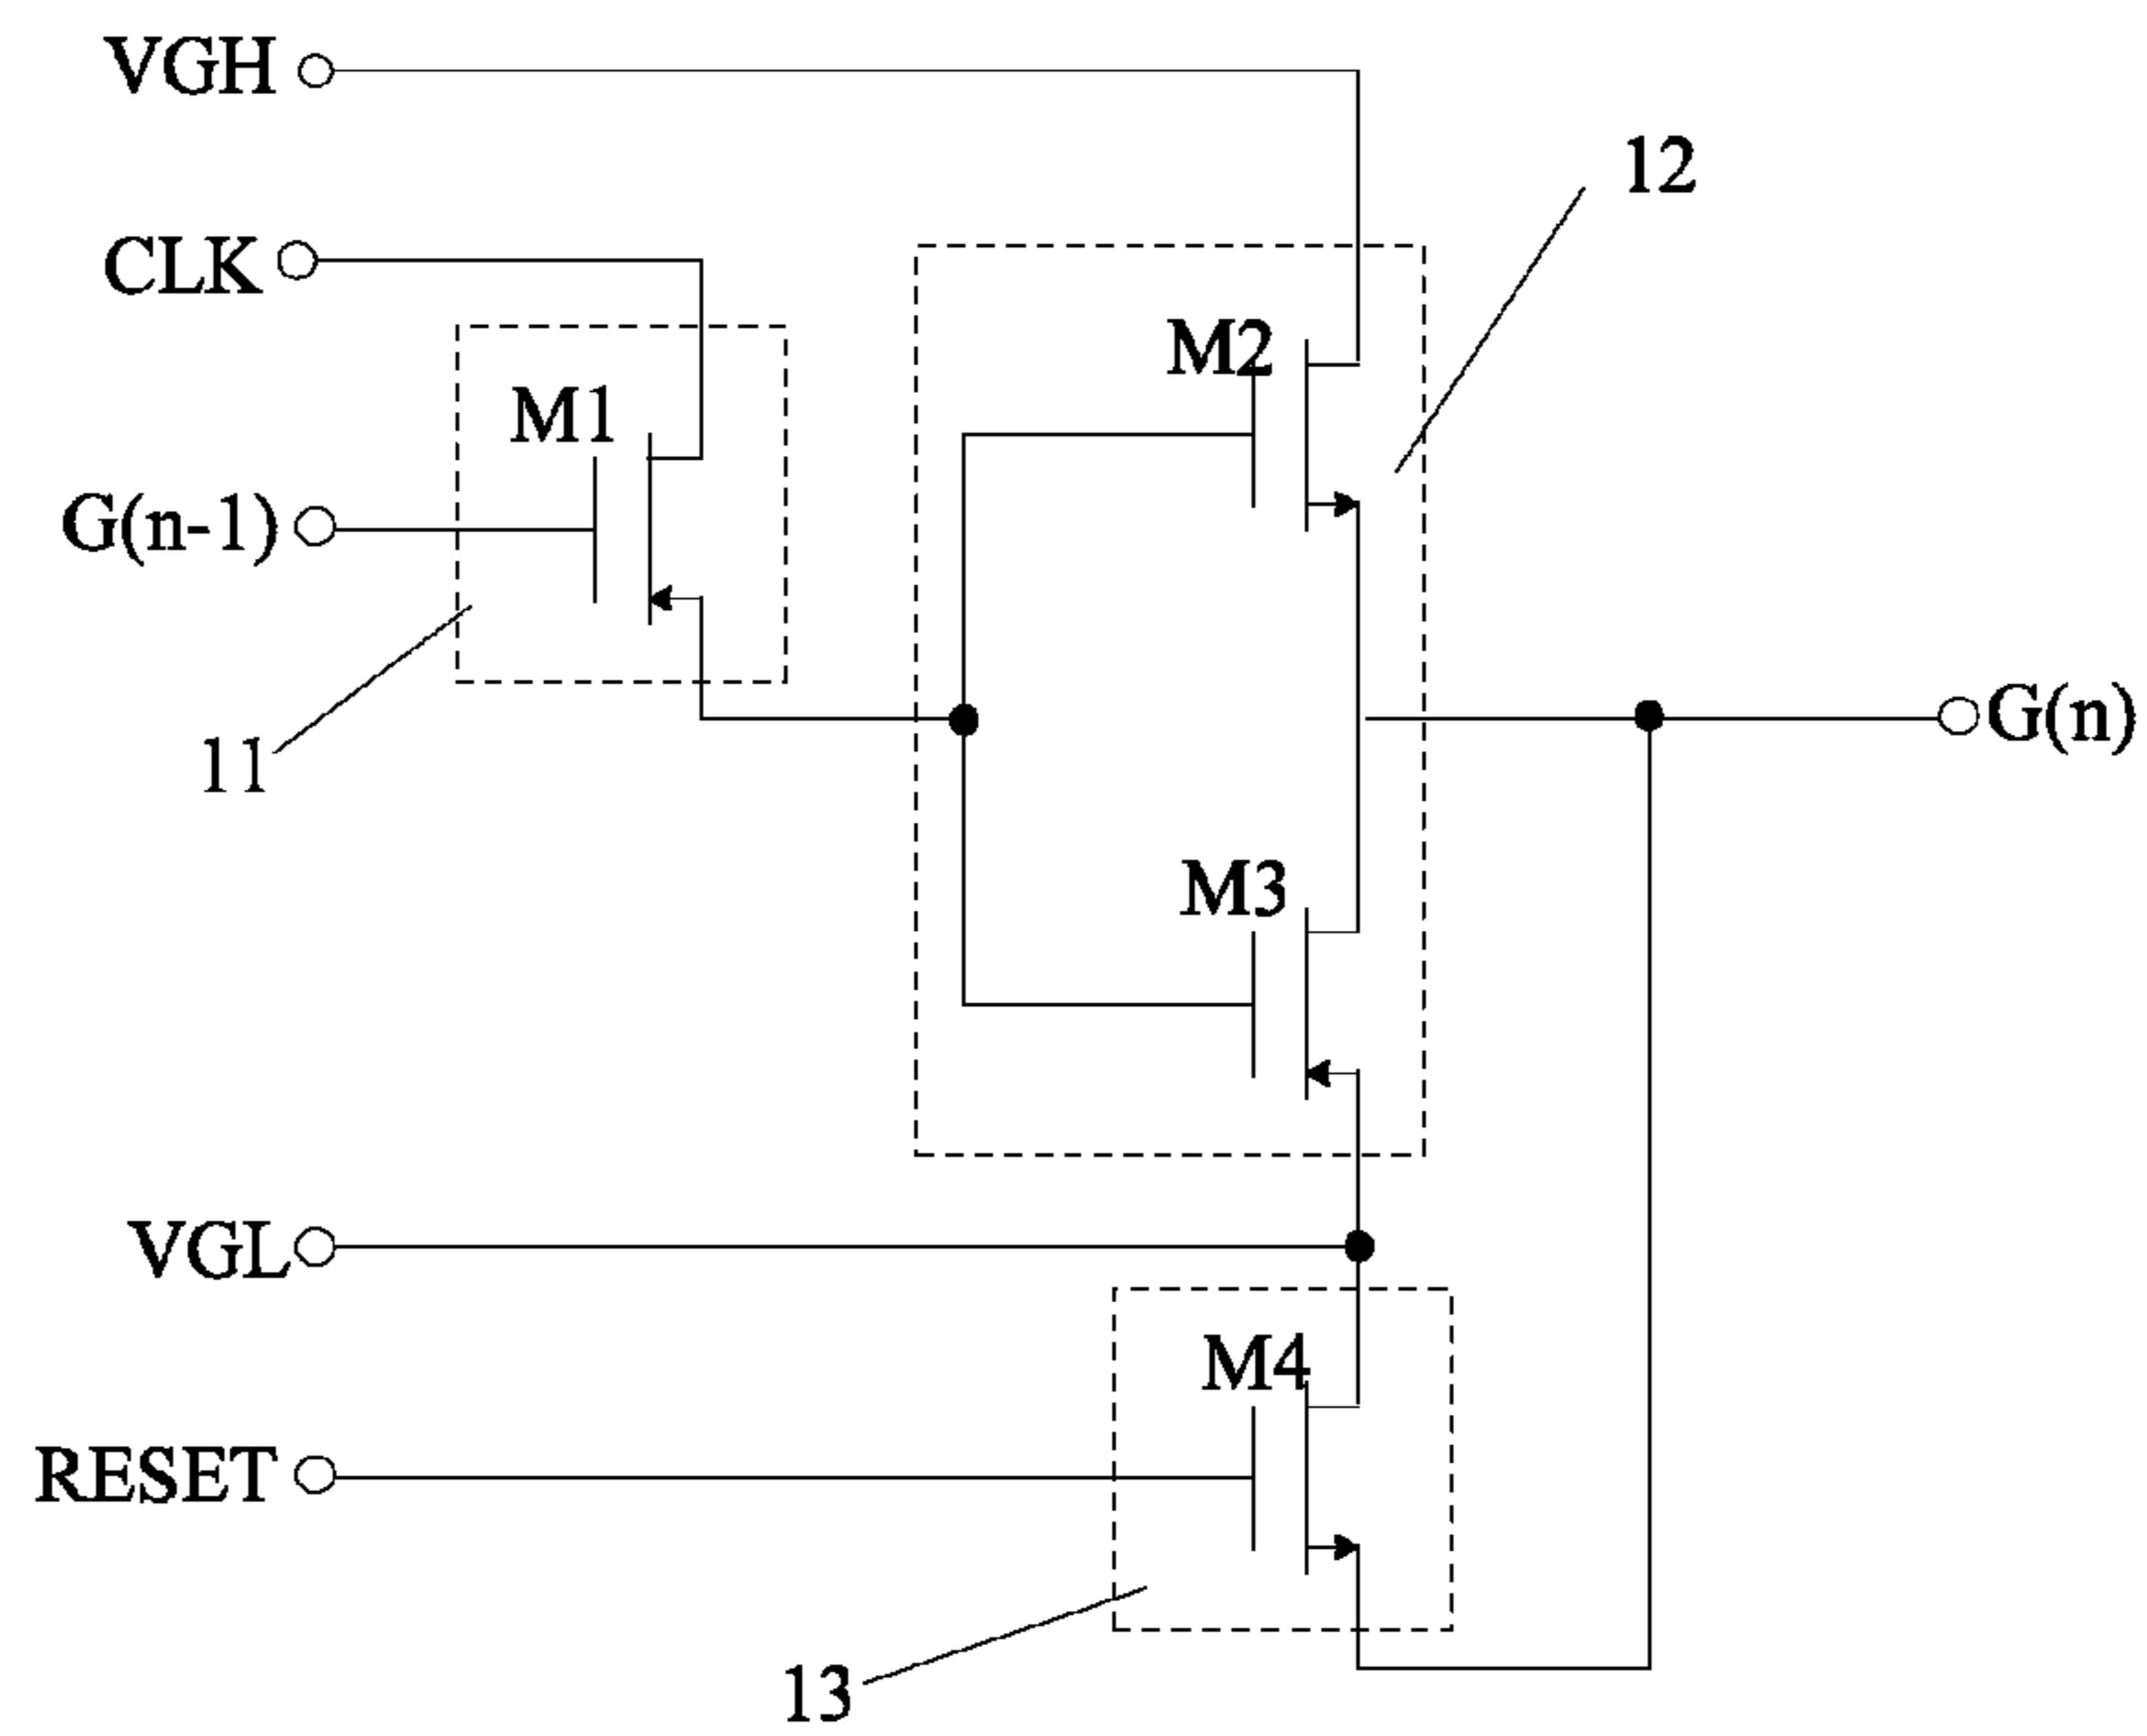 VGH
12
CLK
M2
M1
G(n-1)
G(n)
11
M3
VGL
M4
RESET
13